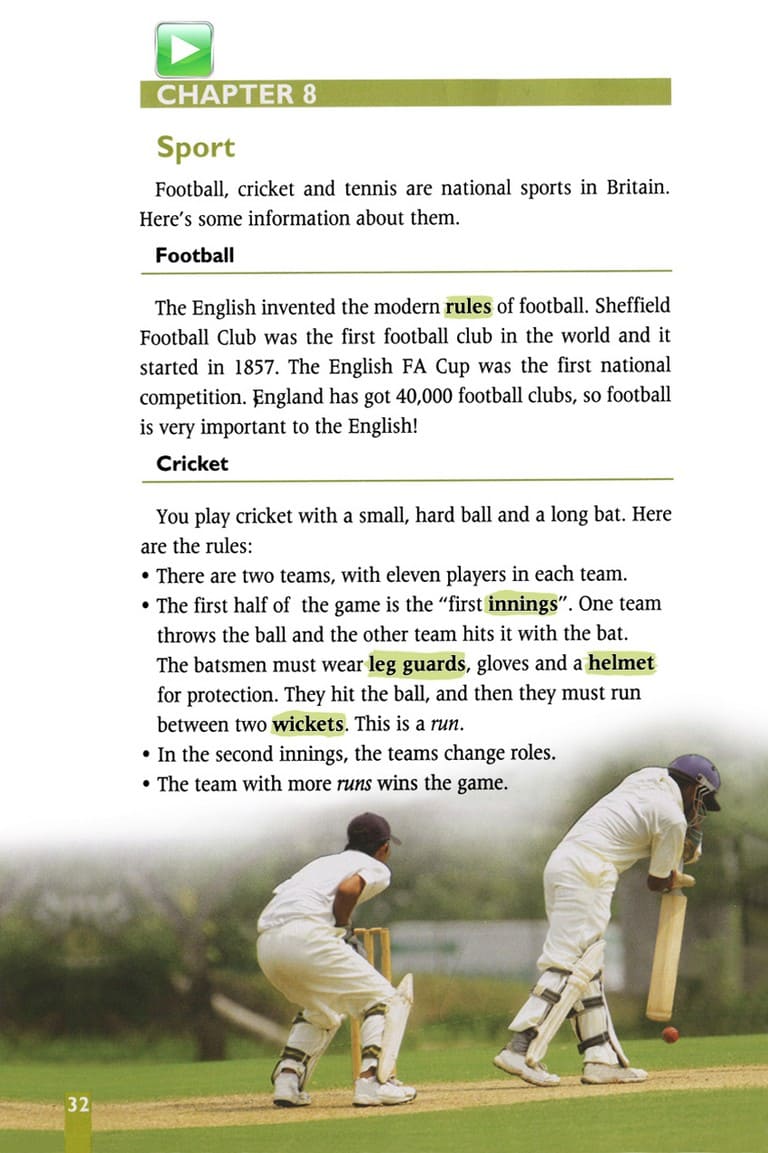 CHAPTER 8
Sport
Football, cricket and tennis are national sports in Britain.
Here's some information about them.
Football
The English invented the modern rules of football. Sheffield
Football Club was the first football club in the world and it
started in 1857. The English FA Cup was the first national
competition. England has got 40,000 football clubs, so football
is very important to the English!
Cricket
You play cricket with a small, hard ball and a long bat. Here
are the rules:
• There are two teams, with eleven players in each team.
• The first half of the game is the “first innings”. One team
throws the ball and the other team hits it with the bat.
The batsmen must wear leg guards, gloves and a helmet
for protection. They hit the ball, and then they must run
between two wickets. This is a run.
• In the second innings, the teams change roles.
• The team with more runs wins the game.
32